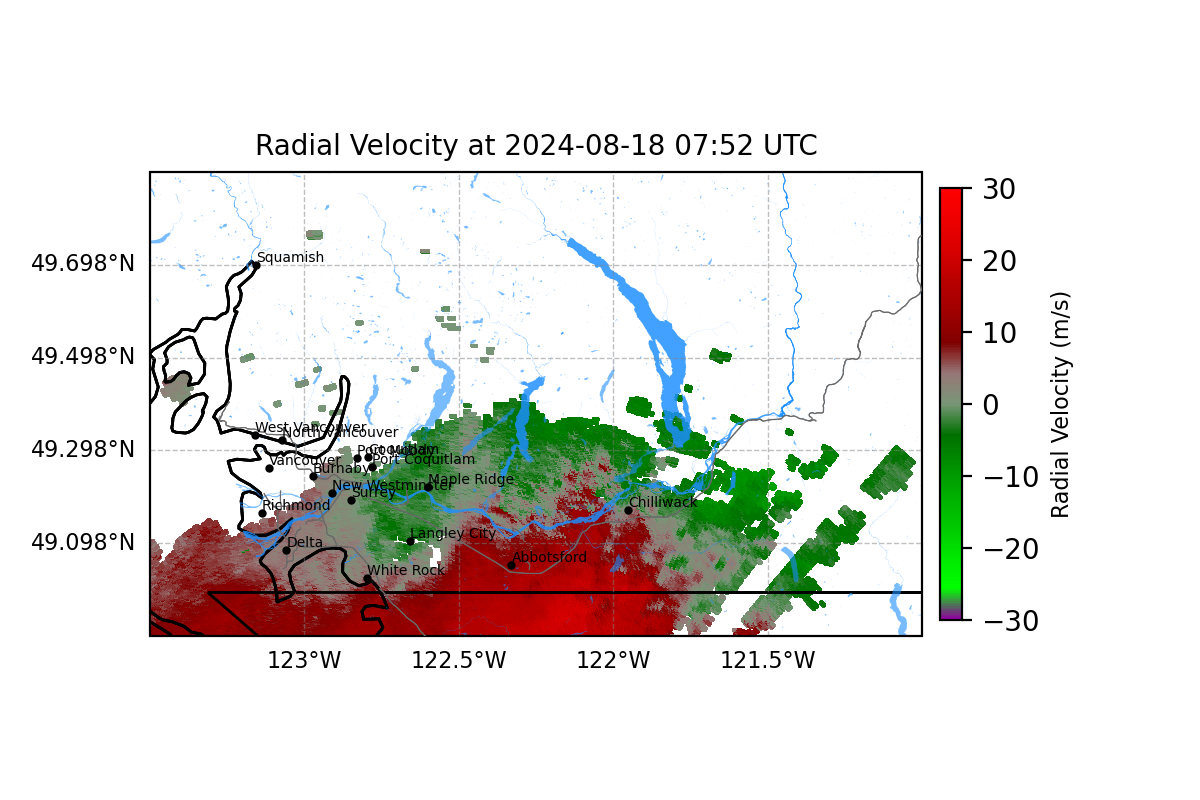 Radial Velocity at 2024-08-18 07:52 UTC
30
20
10
0
−10
−20
−30
Radial Velocity (m/s)
49.698°N
49.498°N
49.298°N
49.098°N
123°W
122.5°W
122°W
121.5°W
Squamish
West Vancouver
North Vancouver
Vancouver
Burnaby
Port Moody
Coquitlam
Port Coquitlam
New Westminster
Maple Ridge
Surrey
Richmond
Chilliwack
Delta
Langley City
Abbotsford
White Rock